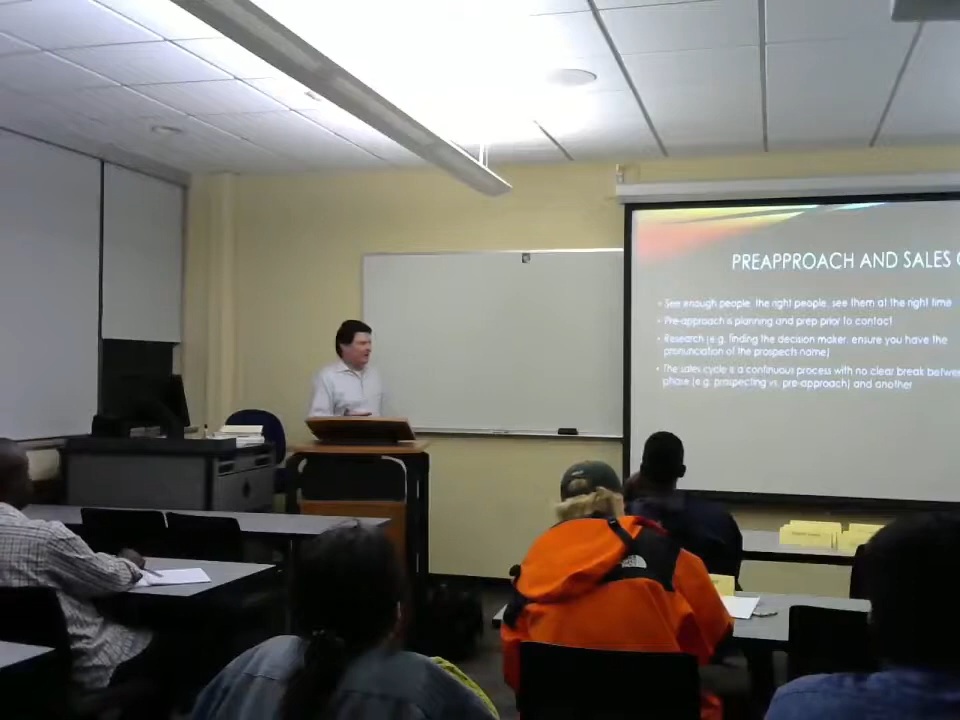 PREAPPROACH AND SALES
• See enough people, the right people, see them at the right time
• Pre-approach is planning and prep prior to contact
• Research (e.g. finding the decision maker, ensure you have the
pronunciation of the prospects name)
• The sales cycle is a continuous process with no clear break
phase (e.g. prospecting vs. pre-approach) and another